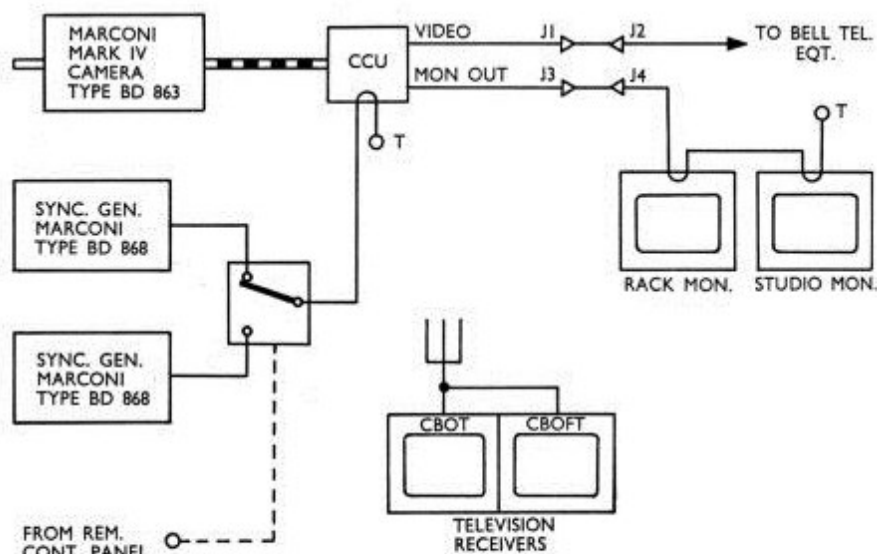 MARCONI
MARK IV
CAMERA
TYPE BD 863
CCU
VIDEO
J1
J2
TO BELL TEL.
EQT.
MON OUT
J3
J4
T
T
RACK MON.
STUDIO MON.
SYNC. GEN.
MARCONI
TYPE BD 868
SYNC. GEN.
MARCONI
TYPE BD 868
CBOT
CBOFT
TELEVISION
RECEIVERS
FROM REM.
CONT. PANEL